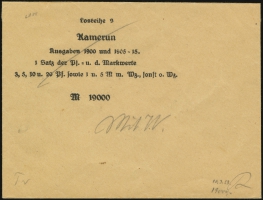 Losreihe 9
Kamerun
Ausgaben 1900 und 1905-18.
1 Satz der Pf.- u. d. Markwerte
3, 5, 10 u. 20 Pf. sowie 1 u. 5 M m. Wz., sonst o. Wz.
M 19000
Mit W.